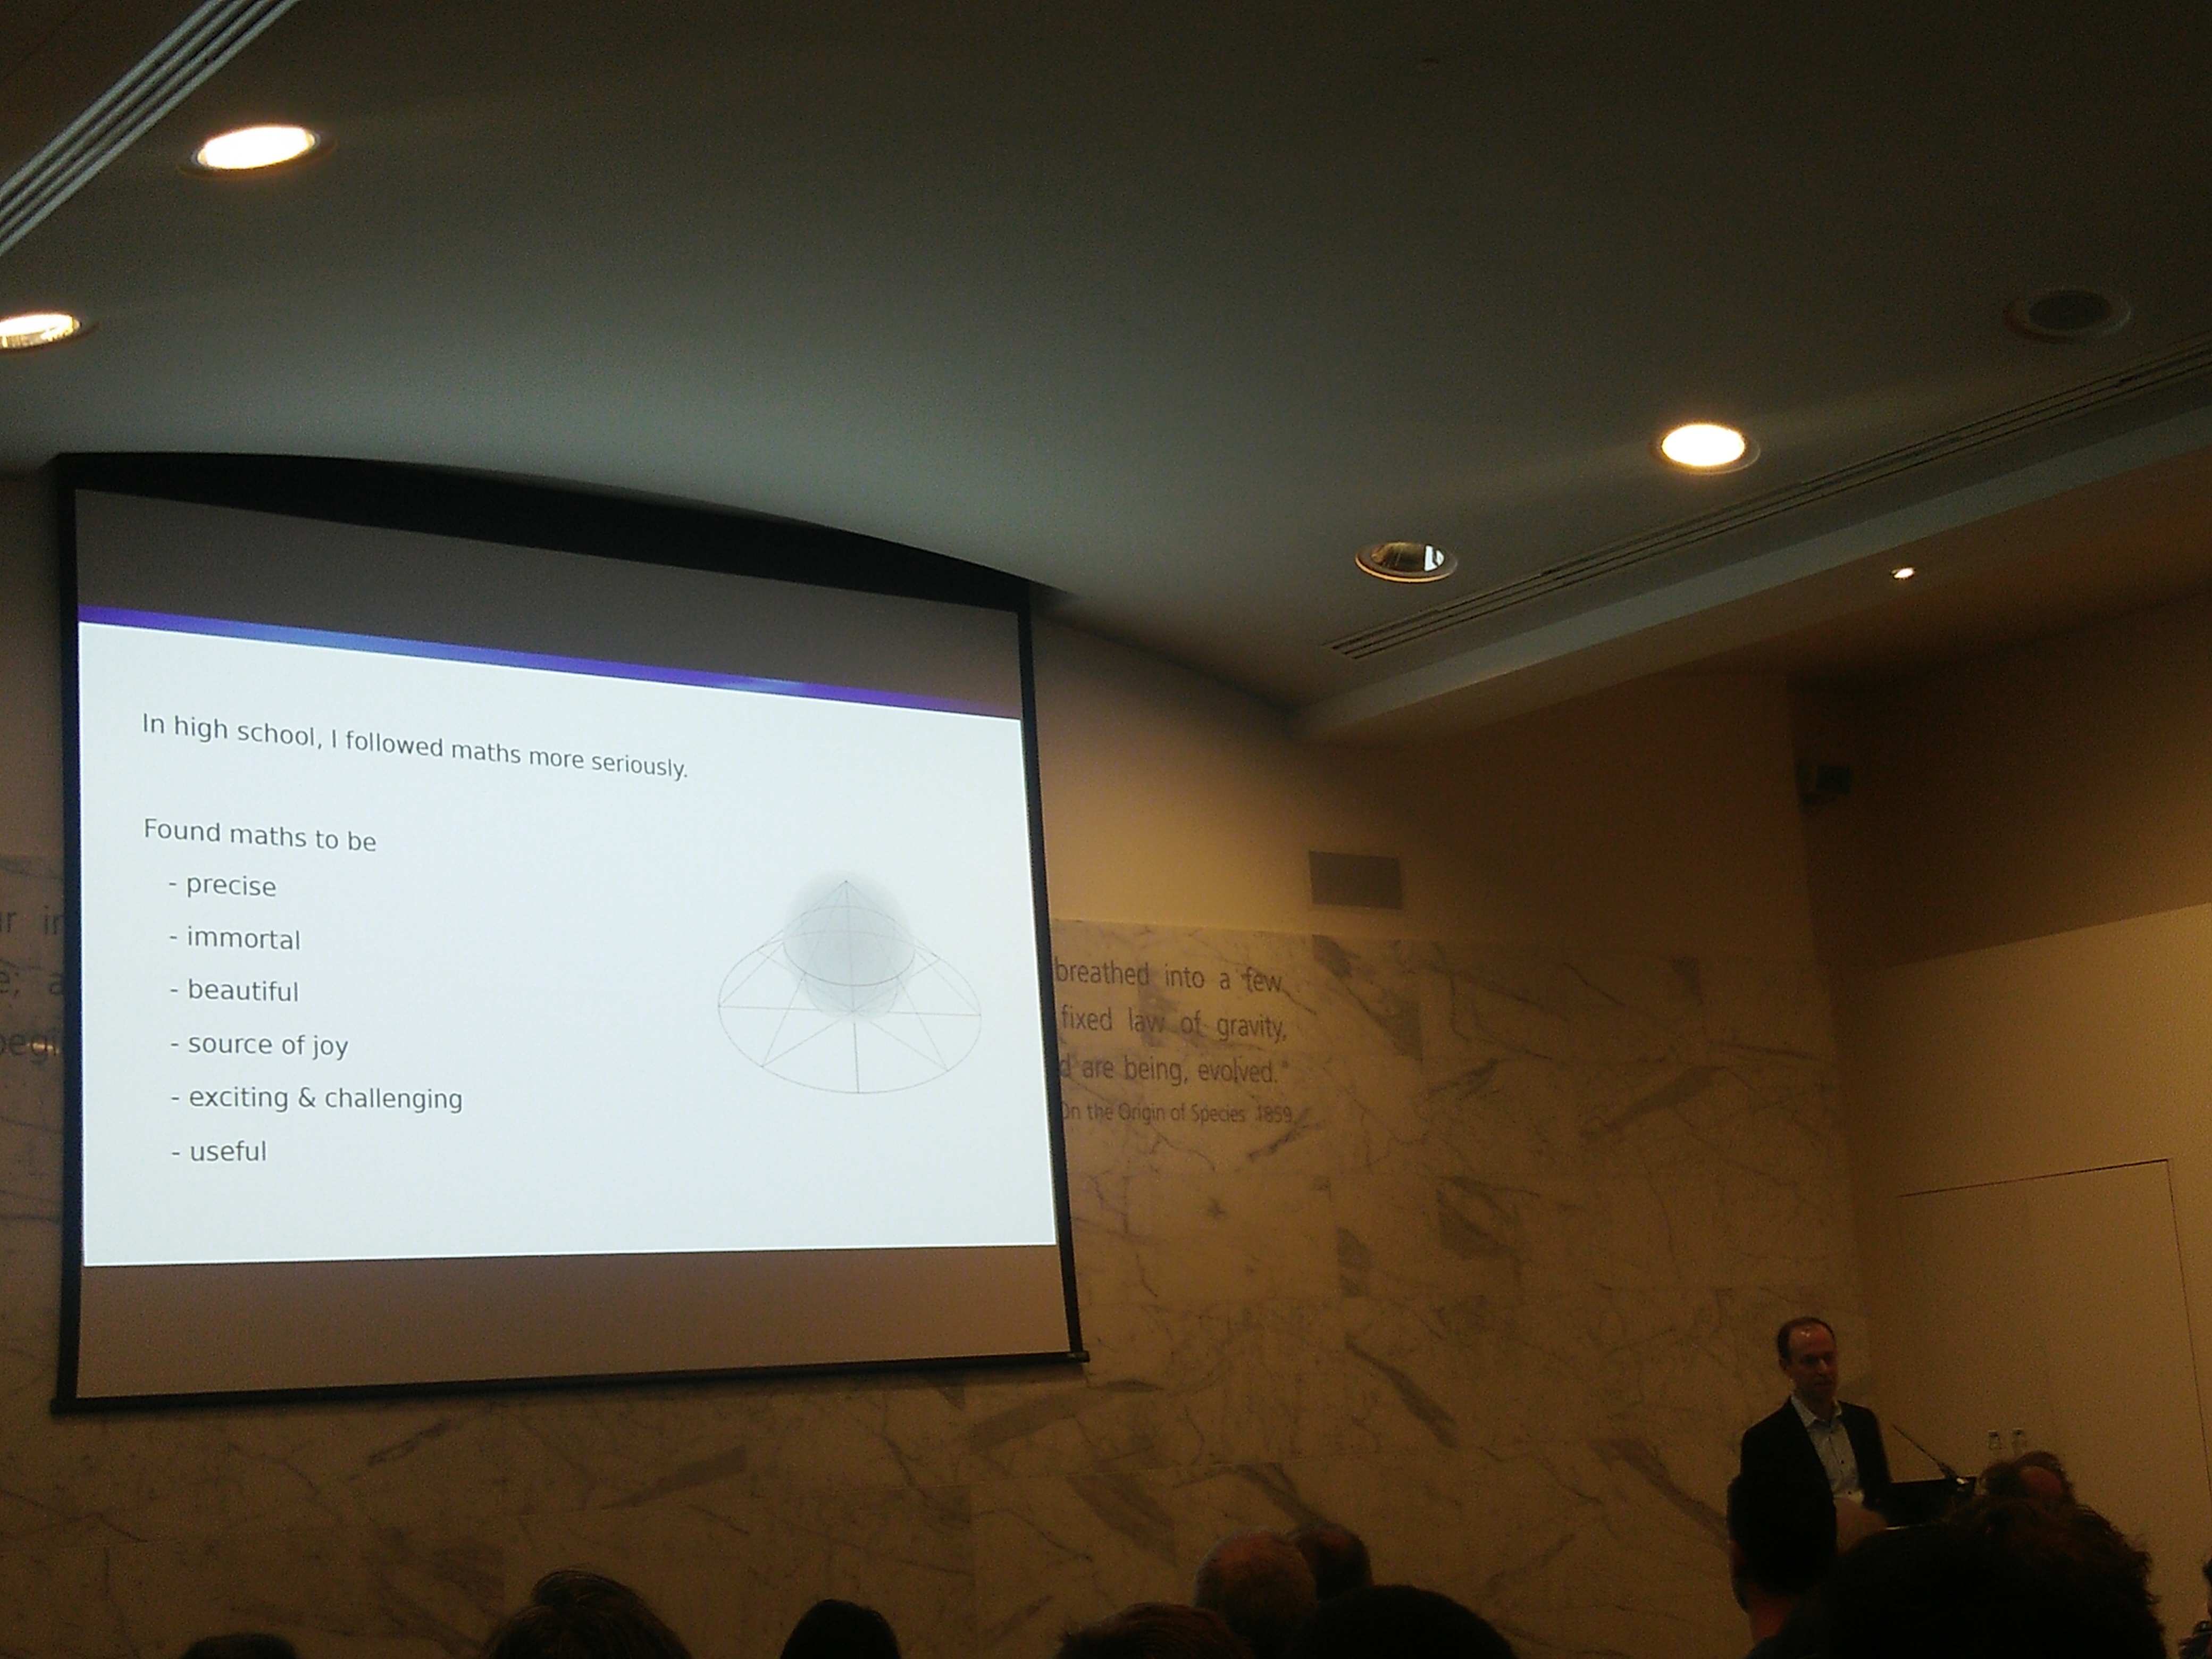 In high school, I followed maths more seriously.
Found maths to be
- precise
- immortal
- beautiful
- source of joy
- exciting & challenging
- useful
breathed into a few
fixed law of gravity,
are being, evolved."
On the Origin of Species 1859